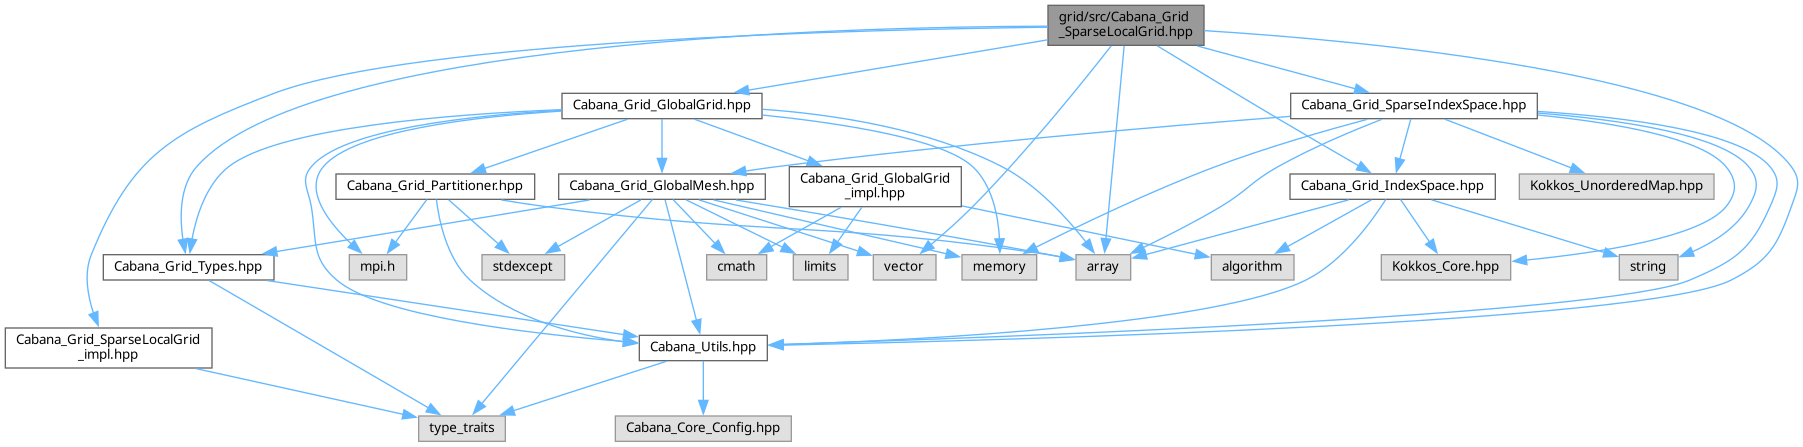 grid/src/Cabana_Grid
_SparseLocalGrid.hpp
Cabana_Grid_GlobalGrid.hpp
Cabana_Grid_SparseIndexSpace.hpp
Cabana_Grid_Partitioner.hpp
Cabana_Grid_GlobalMesh.hpp
Cabana_Grid_GlobalGrid
_impl.hpp
Cabana_Grid_IndexSpace.hpp
Kokkos_UnorderedMap.hpp
Cabana_Grid_Types.hpp
mpi.h
stdexcept
cmath
limits
vector
memory
array
algorithm
Kokkos_Core.hpp
string
Cabana_Grid_SparseLocalGrid
_impl.hpp
Cabana_Utils.hpp
type_traits
Cabana_Core_Config.hpp